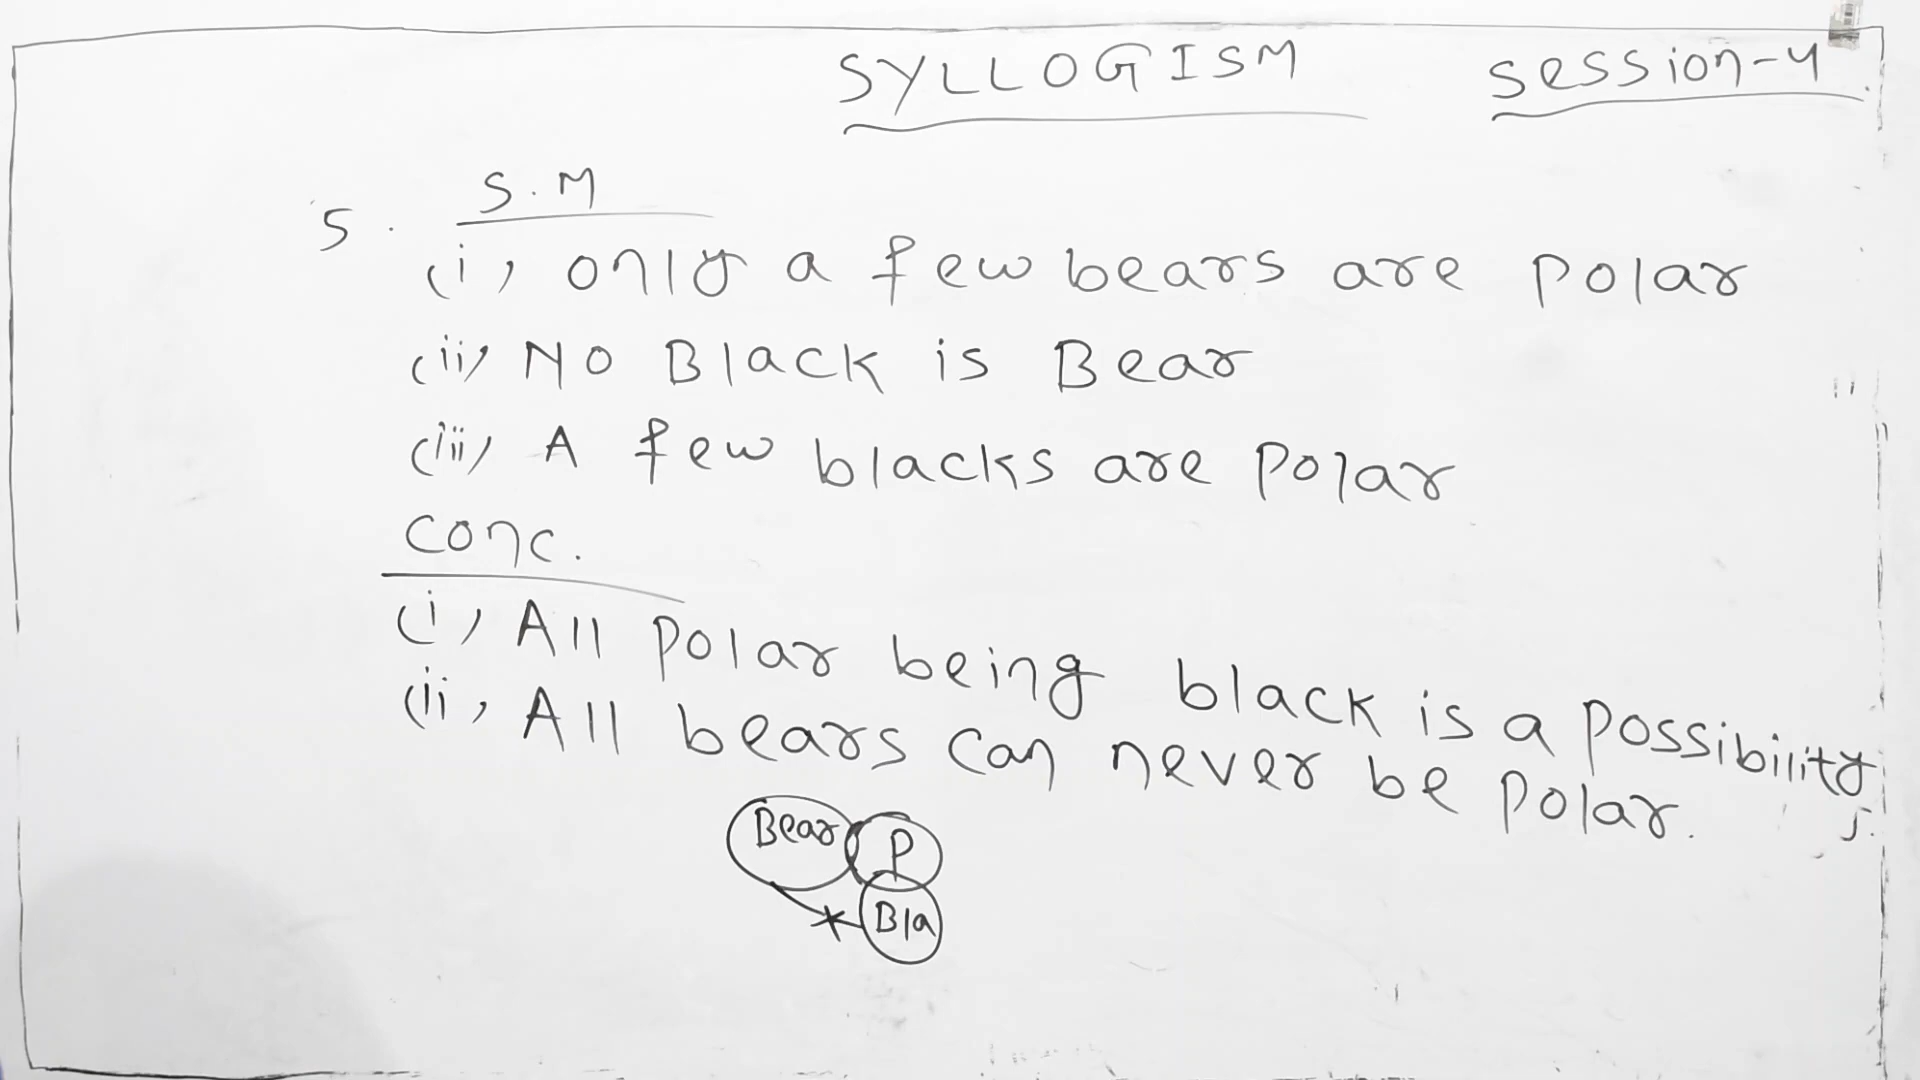 SYLLOGISM session-4
5. S.M
(i) only a few bears are polar
(ii) No Black is Bear
(iii) A few blacks are Polar
conc.
(i) All Polar being black is a possibility
(ii) All bears can never be polar.
Bear P
Bla